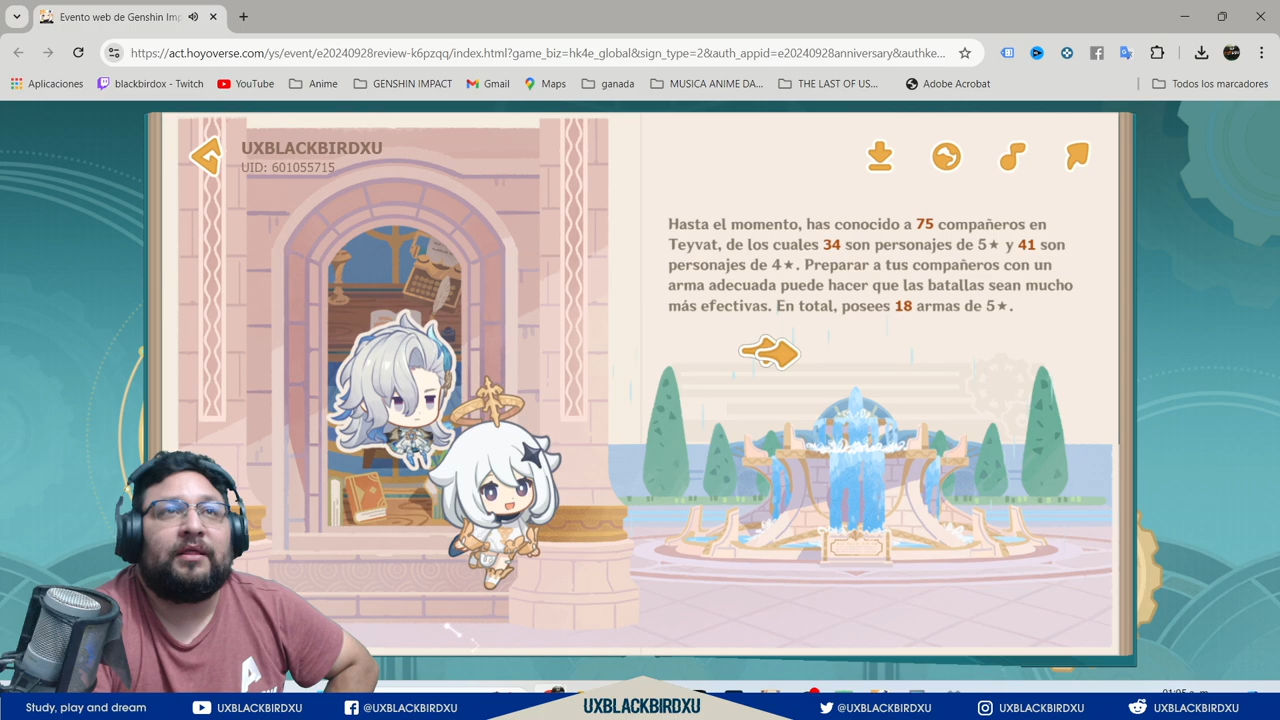 Evento web de Genshin Imp
https://act.hoyoverse.com/ys/event/e20240928review-k6pzqq/index.html?game_biz=hk4e_global&sign_type=2&auth_appid=e20240928anniversary&authke...
Aplicaciones
blackbirdox - Twitch
YouTube
Anime
GENSHIN IMPACT
Gmail
Maps
ganada
MUSICA ANIME DA...
THE LAST OF US...
Adobe Acrobat
Todos los marcadores
UXBLACKBIRDXU
UID: 601055715
Hasta el momento, has conocido a 75 compañeros en
Teyvat, de los cuales 34 son personajes de 5★ y 41 son
personajes de 4★. Preparar a tus compañeros con un
arma adecuada puede hacer que las batallas sean mucho
más efectivas. En total, posees 18 armas de 5★.
Study, play and dream
UXBLACKBIRDXU
@UXBLACKBIRDXU
UXBLACKBIRDXU
@UXBLACKBIRDXU
UXBLACKBIRDXU
UXBLACKBIRDXU